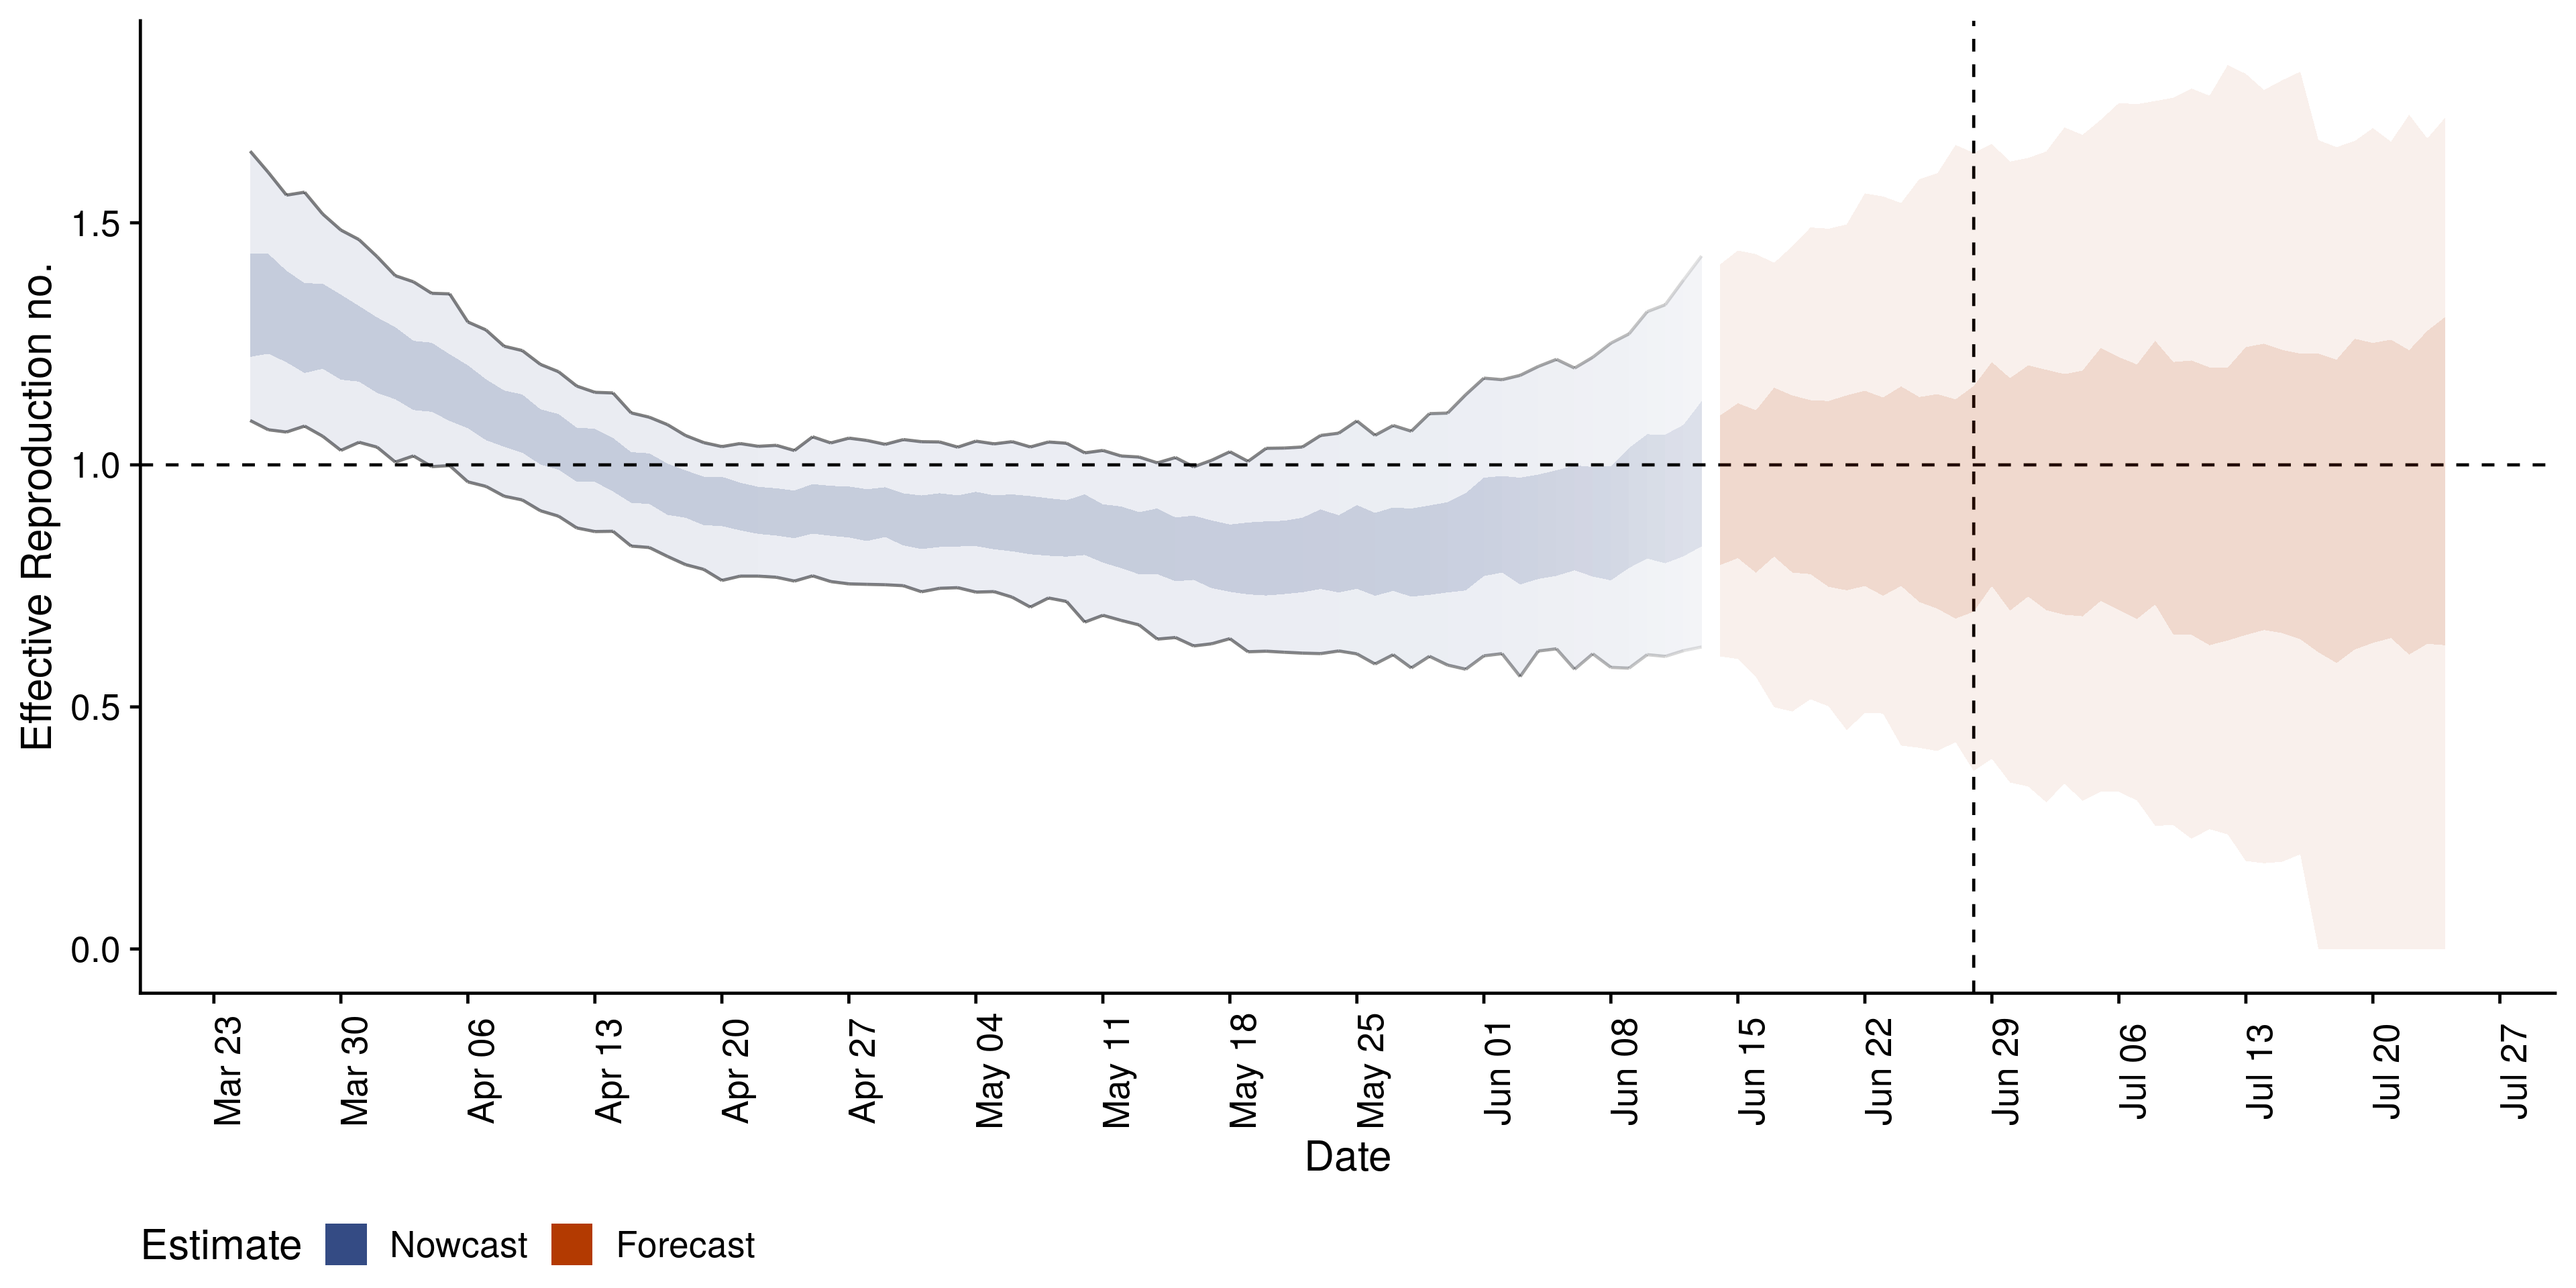 Effective Reproduction no.
1.5
1.0
0.5
0.0
Mar 23
Mar 30
Apr 06
Apr 13
Apr 20
Apr 27
May 04
May 11
May 18
May 25
Jun 01
Jun 08
Jun 15
Jun 22
Jun 29
Jul 06
Jul 13
Jul 20
Jul 27
Date
Estimate Nowcast Forecast